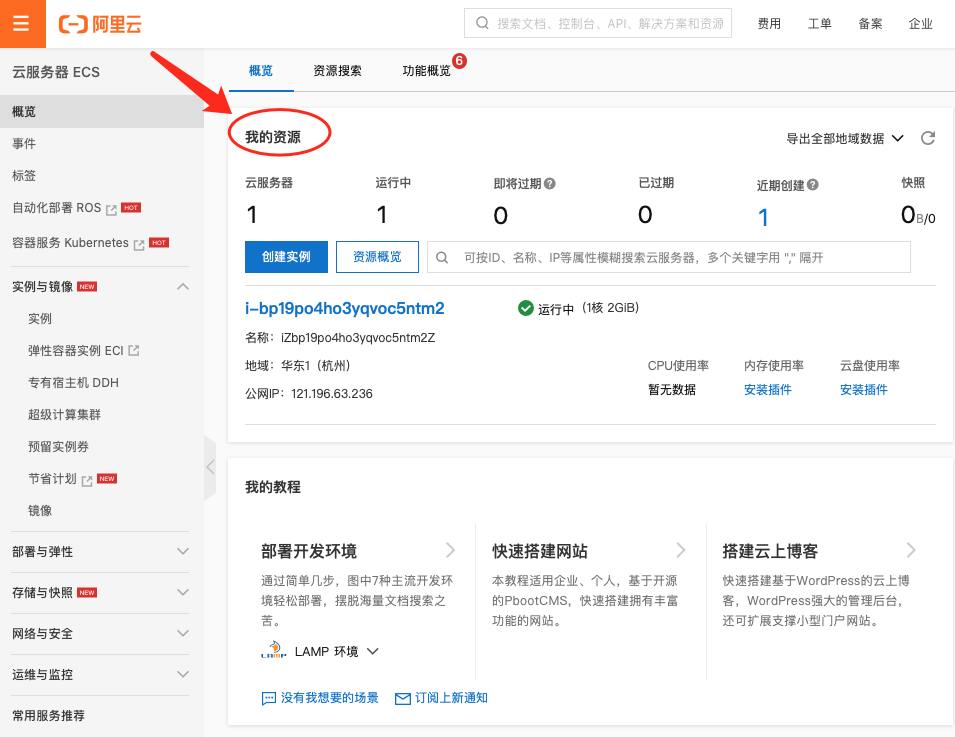 阿里云
搜索文档、控制台、API、解决方案和资源
费用
工单
备案
企业
云服务器 ECS
概览
事件
标签
自动化部署 ROS HOT
容器服务 Kubernetes HOT
实例与镜像 NEW
实例
弹性容器实例 ECI
专有宿主机 DDH
超级计算集群
预留实例券
节省计划 NEW
镜像
部署与弹性
存储与快照 NEW
网络与安全
运维与监控
常用服务推荐
概览
资源搜索
功能概览 6
我的资源
导出全部地域数据
云服务器 运行中 即将过期 ? 已过期 近期创建 ? 快照
1 1 0 0 1 0B/0
创建实例 资源概览 可按ID、名称、IP等属性模糊搜索云服务器，多个关键字用 "," 隔开
i-bp19po4ho3yqvoc5ntm2 运行中 (1核 2GiB)
名称: iZbp19po4ho3yqvoc5ntm2Z
地域: 华东1（杭州）
公网IP: 121.196.63.236
CPU使用率 内存使用率 云盘使用率
暂无数据 安装插件 安装插件
我的教程
部署开发环境
通过简单几步，图中7种主流开发环
境轻松部署，摆脱海量文档搜索之
苦。
LAMP LAMP 环境
快速搭建网站
本教程适用企业、个人，基于开源
的PbootCMS，快速搭建拥有丰富
功能的网站。
搭建云上博客
快速搭建基于WordPress的云上博
客，WordPress强大的管理后台，
还可扩展支撑小型门户网站。
没有我想要的场景 订阅上新通知